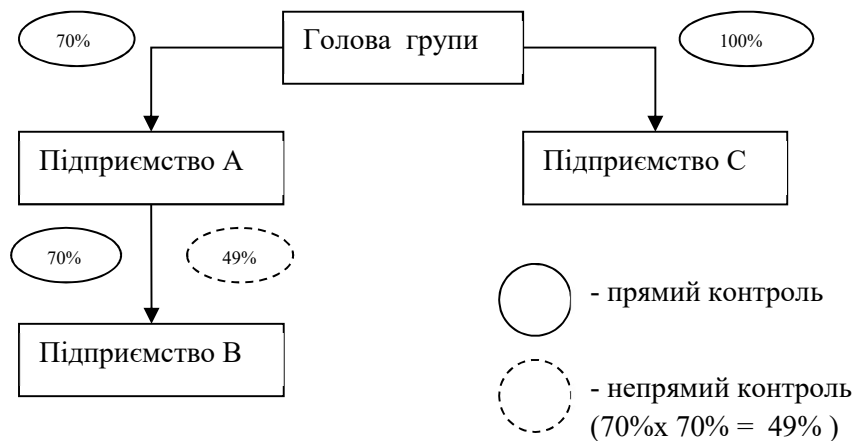 70%
Голова групи
100%
Підприємство А
Підприємство С
70%
49%
- прямий контроль
Підприємство В
- непрямий контроль
(70%х 70% = 49% )